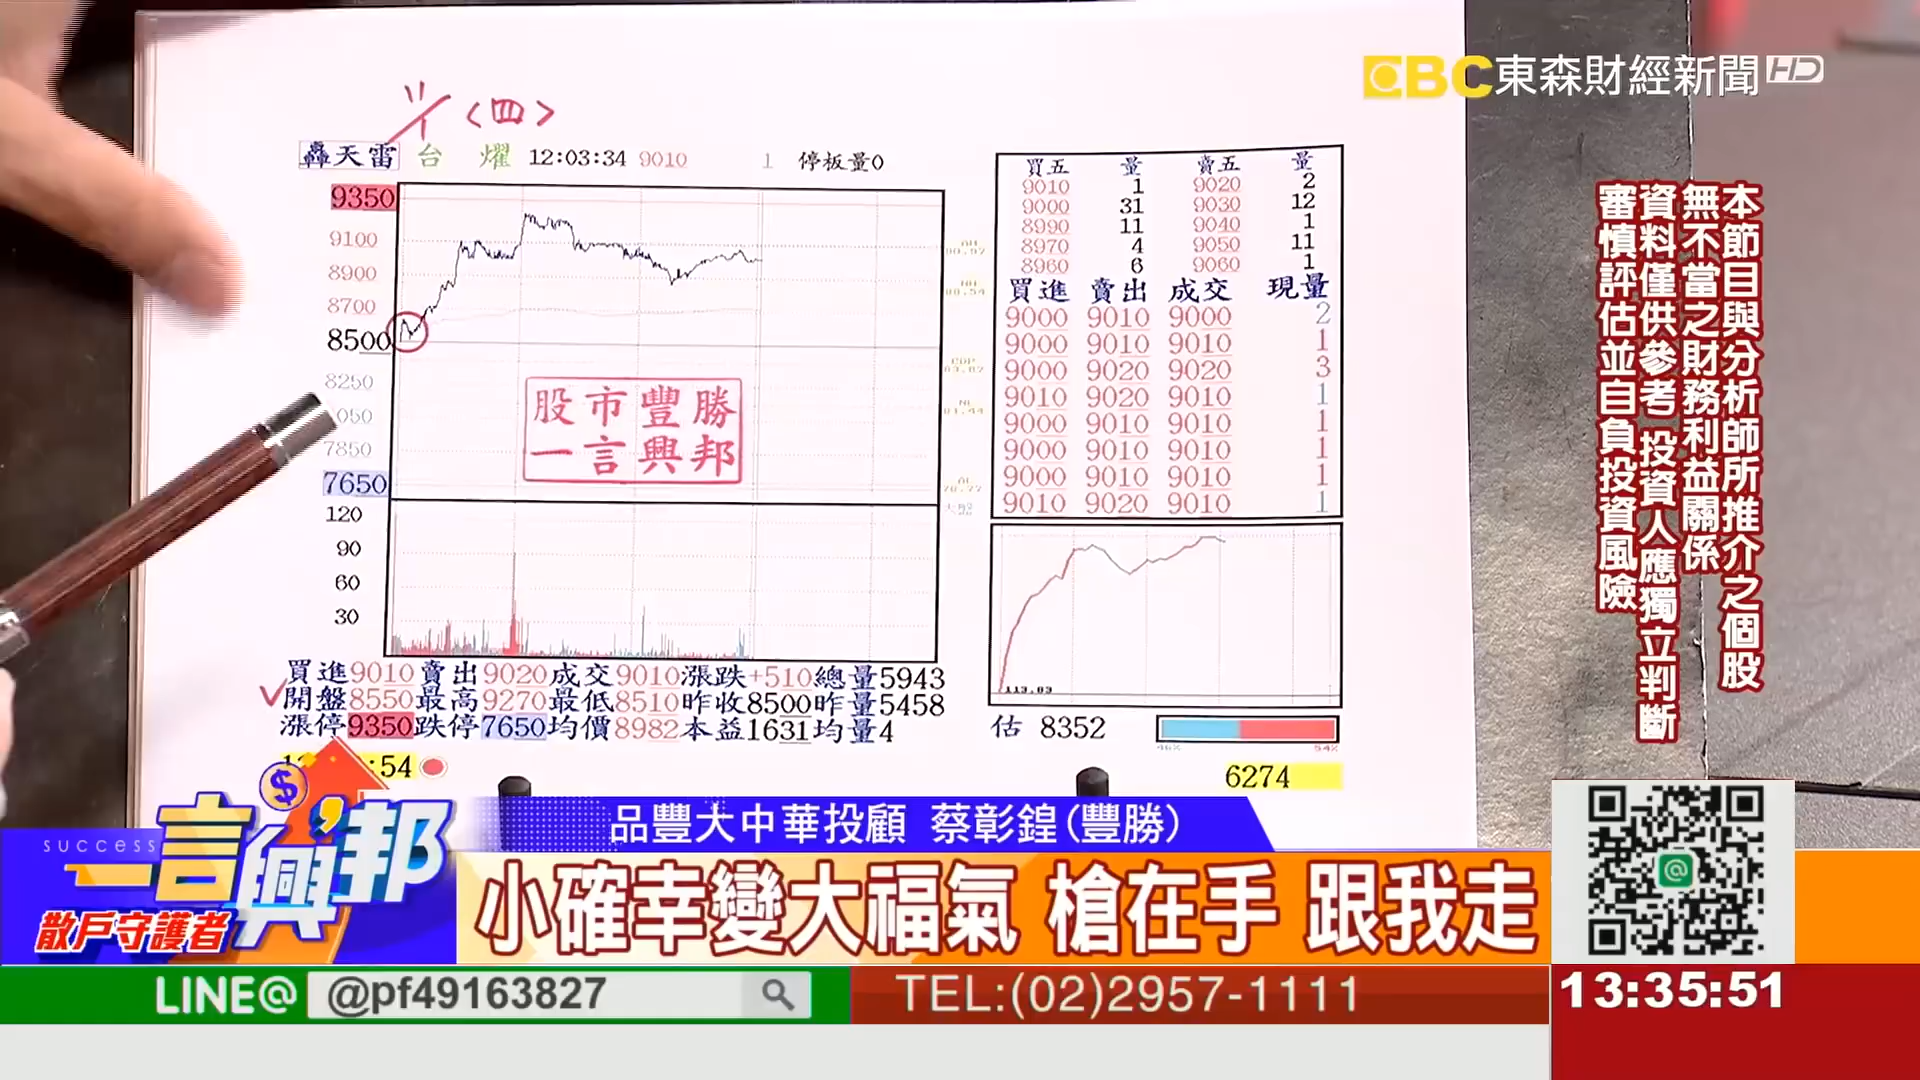 EBC東森財經新聞HD
11/1 <四>
轟天雷 台燿 12:03:34 9010 1 停板量0
9350
9100
8900
8700
8500
8250
7850
7650
120
90
60
30
股市豐勝
一言興邦
買五 量 賣五 量
9010 1 9020 2
9000 31 9030 12
8990 11 9040 1
8970 4 9050 11
8960 6 9060 1
買進 賣出 成交 現量
9000 9010 9000 2
9000 9010 9010 1
9000 9020 9020 3
9010 9020 9010 1
9000 9010 9010 1
9000 9010 9010 1
9000 9010 9010 1
9010 9020 9010 1
113.03
買進9010賣出9020成交9010漲跌+510總量5943
開盤8550最高9270最低8510昨收8500昨量5458
漲停9350跌停7650均價8982本益1631均量4
估 8352
46% 54%
:54
6274
本節目與分析師所推介之個股
無不當之財務利益關係
資料僅供參考 投資人應獨立判斷
審慎評估並自負投資風險
$
success
一言興邦
散戶守護者
品豐大中華投顧 蔡彰鍠(豐勝)
小確幸變大福氣 槍在手 跟我走
LINE@ @pf49163827
TEL:(02)2957-1111
13:35:51